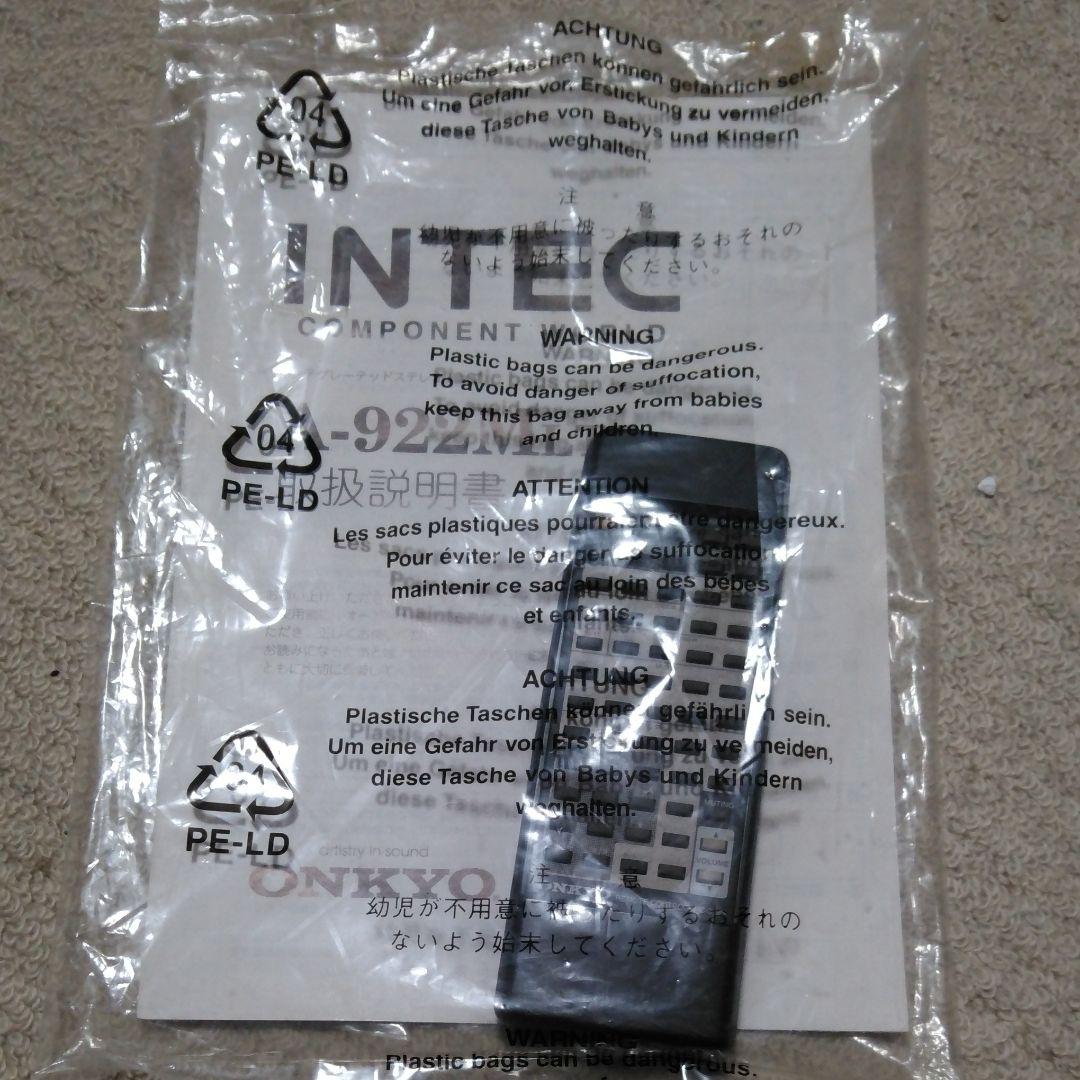 ACHTUNG
Plastische Taschen können gefährlich sein.
Um eine Gefahr von Erstickung zu vermeiden,
diese Tasche von Babys und Kindern
weghalten.
04
PE-LD
注 意
幼児が不用意に被ったりするおそれの
ないよう始末してください。
INTEC
COMPONENT WORLD
WARNING
Plastic bags can be dangerous.
To avoid danger of suffocation,
keep this bag away from babies
and children.
A-922M
取扱説明書
04
PE-LD
ATTENTION
Les sacs plastiques pourraient être dangereux.
Pour éviter le danger de suffocation
maintenir ce sac au loin des bébés
et enfants.
ACHTUNG
Plastische Taschen können gefährlich sein.
Um eine Gefahr von Erstickung zu vermeiden,
diese Tasche von Babys und Kindern
weghalten.
PE-LD
MUTING
VOLUME
artistry in sound
ONKYO
ONKYO
注 意
幼児が不用意に被ったりするおそれの
ないよう始末してください。
WARNING
Plastic bags can be dangerous.